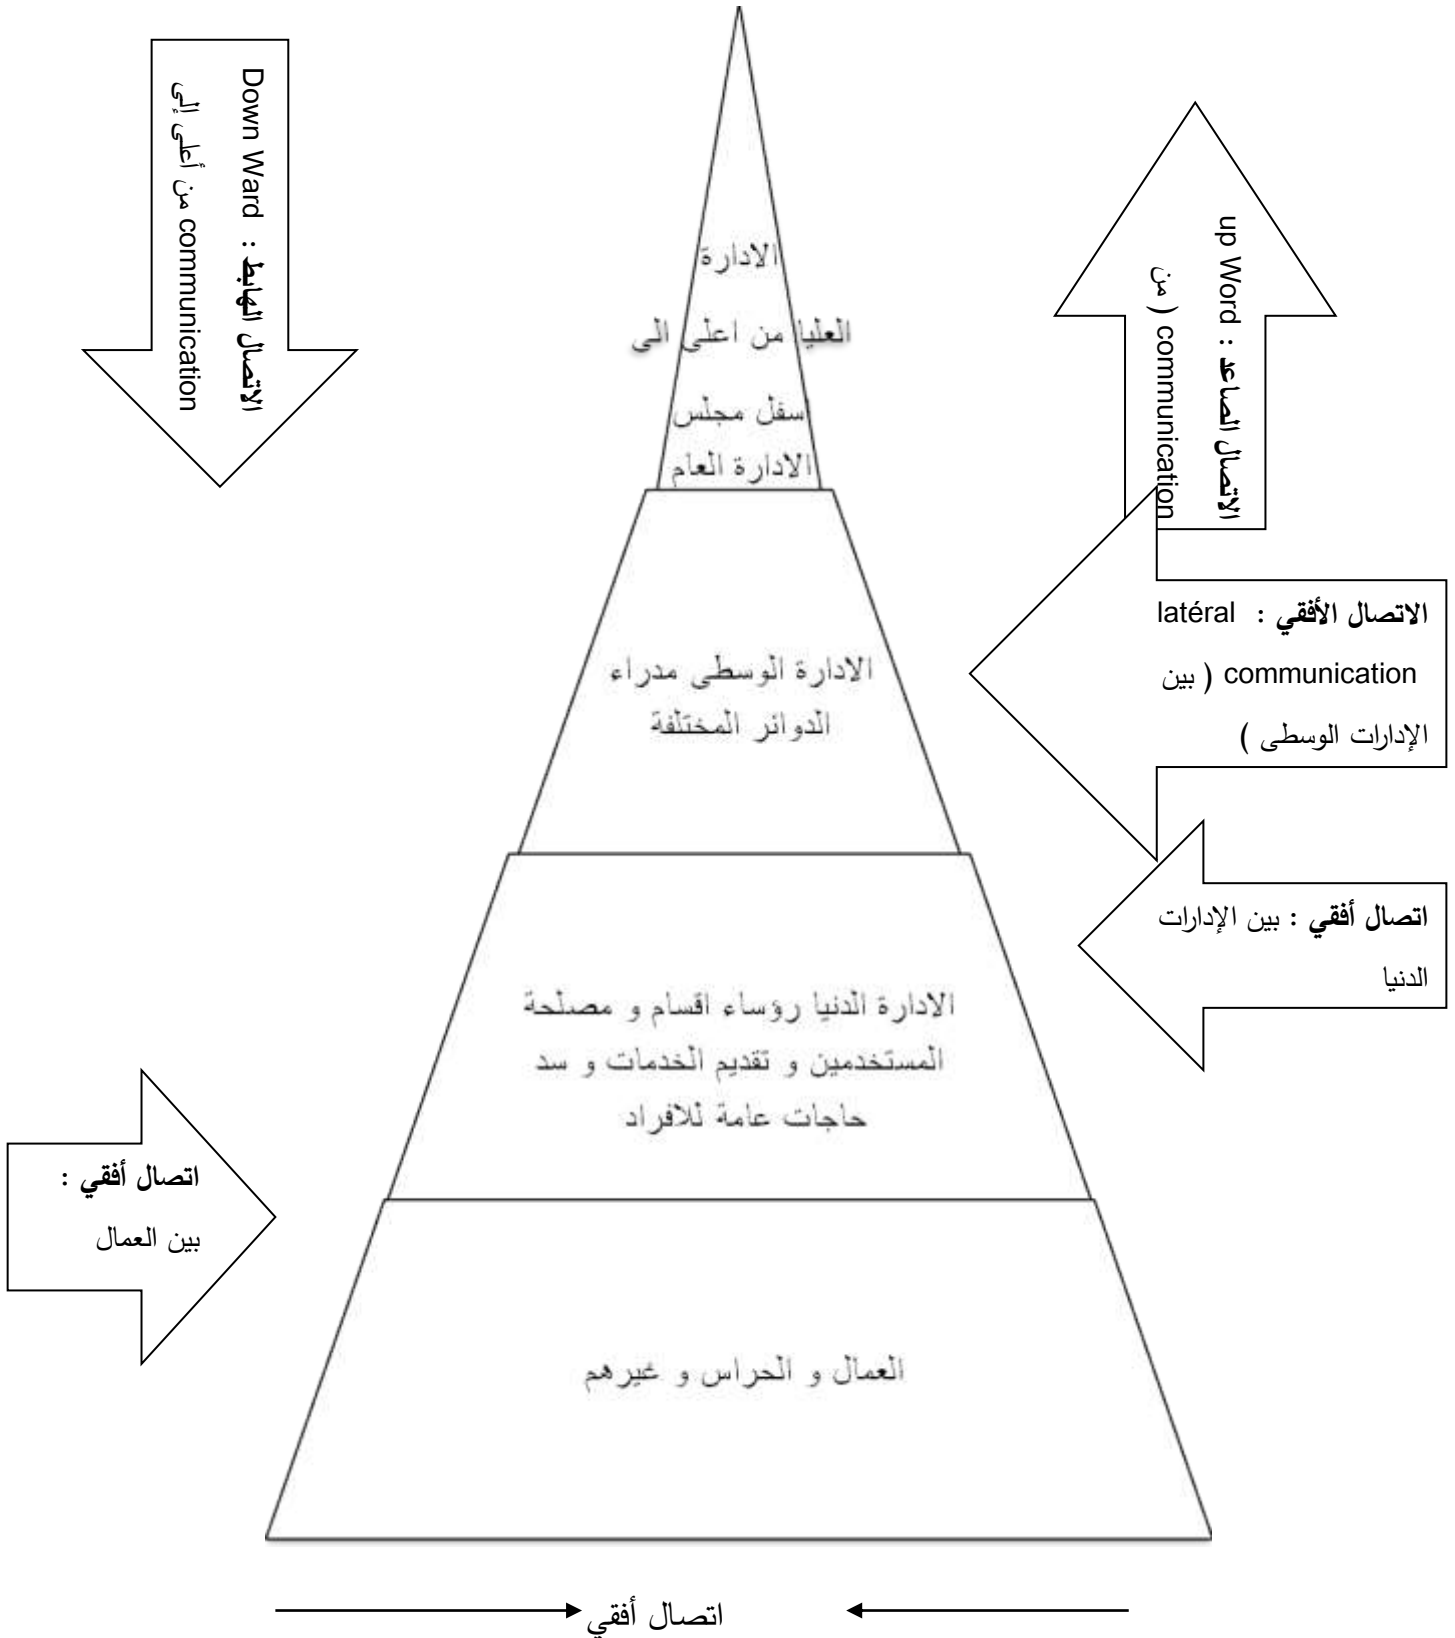 الاتصال الهابط : Down Ward
communication من أعلى إلى
الاتصال الصاعد : up Word
communication ( من
الادارة
العليا من اعلى الى
اسفل مجلس
الادارة العام
الاتصال الأفقي : latéral
communication ( بين
الإدارات الوسطى )
الادارة الوسطى مدراء
الدوائر المختلفة
اتصال أفقي : بين الإدارات
الدنيا
الادارة الدنيا رؤساء اقسام و مصلحة
المستخدمين و تقديم الخدمات و سد
حاجات عامة للافراد
اتصال أفقي :
بين العمال
العمال و الحراس و غيرهم
اتصال أفقي